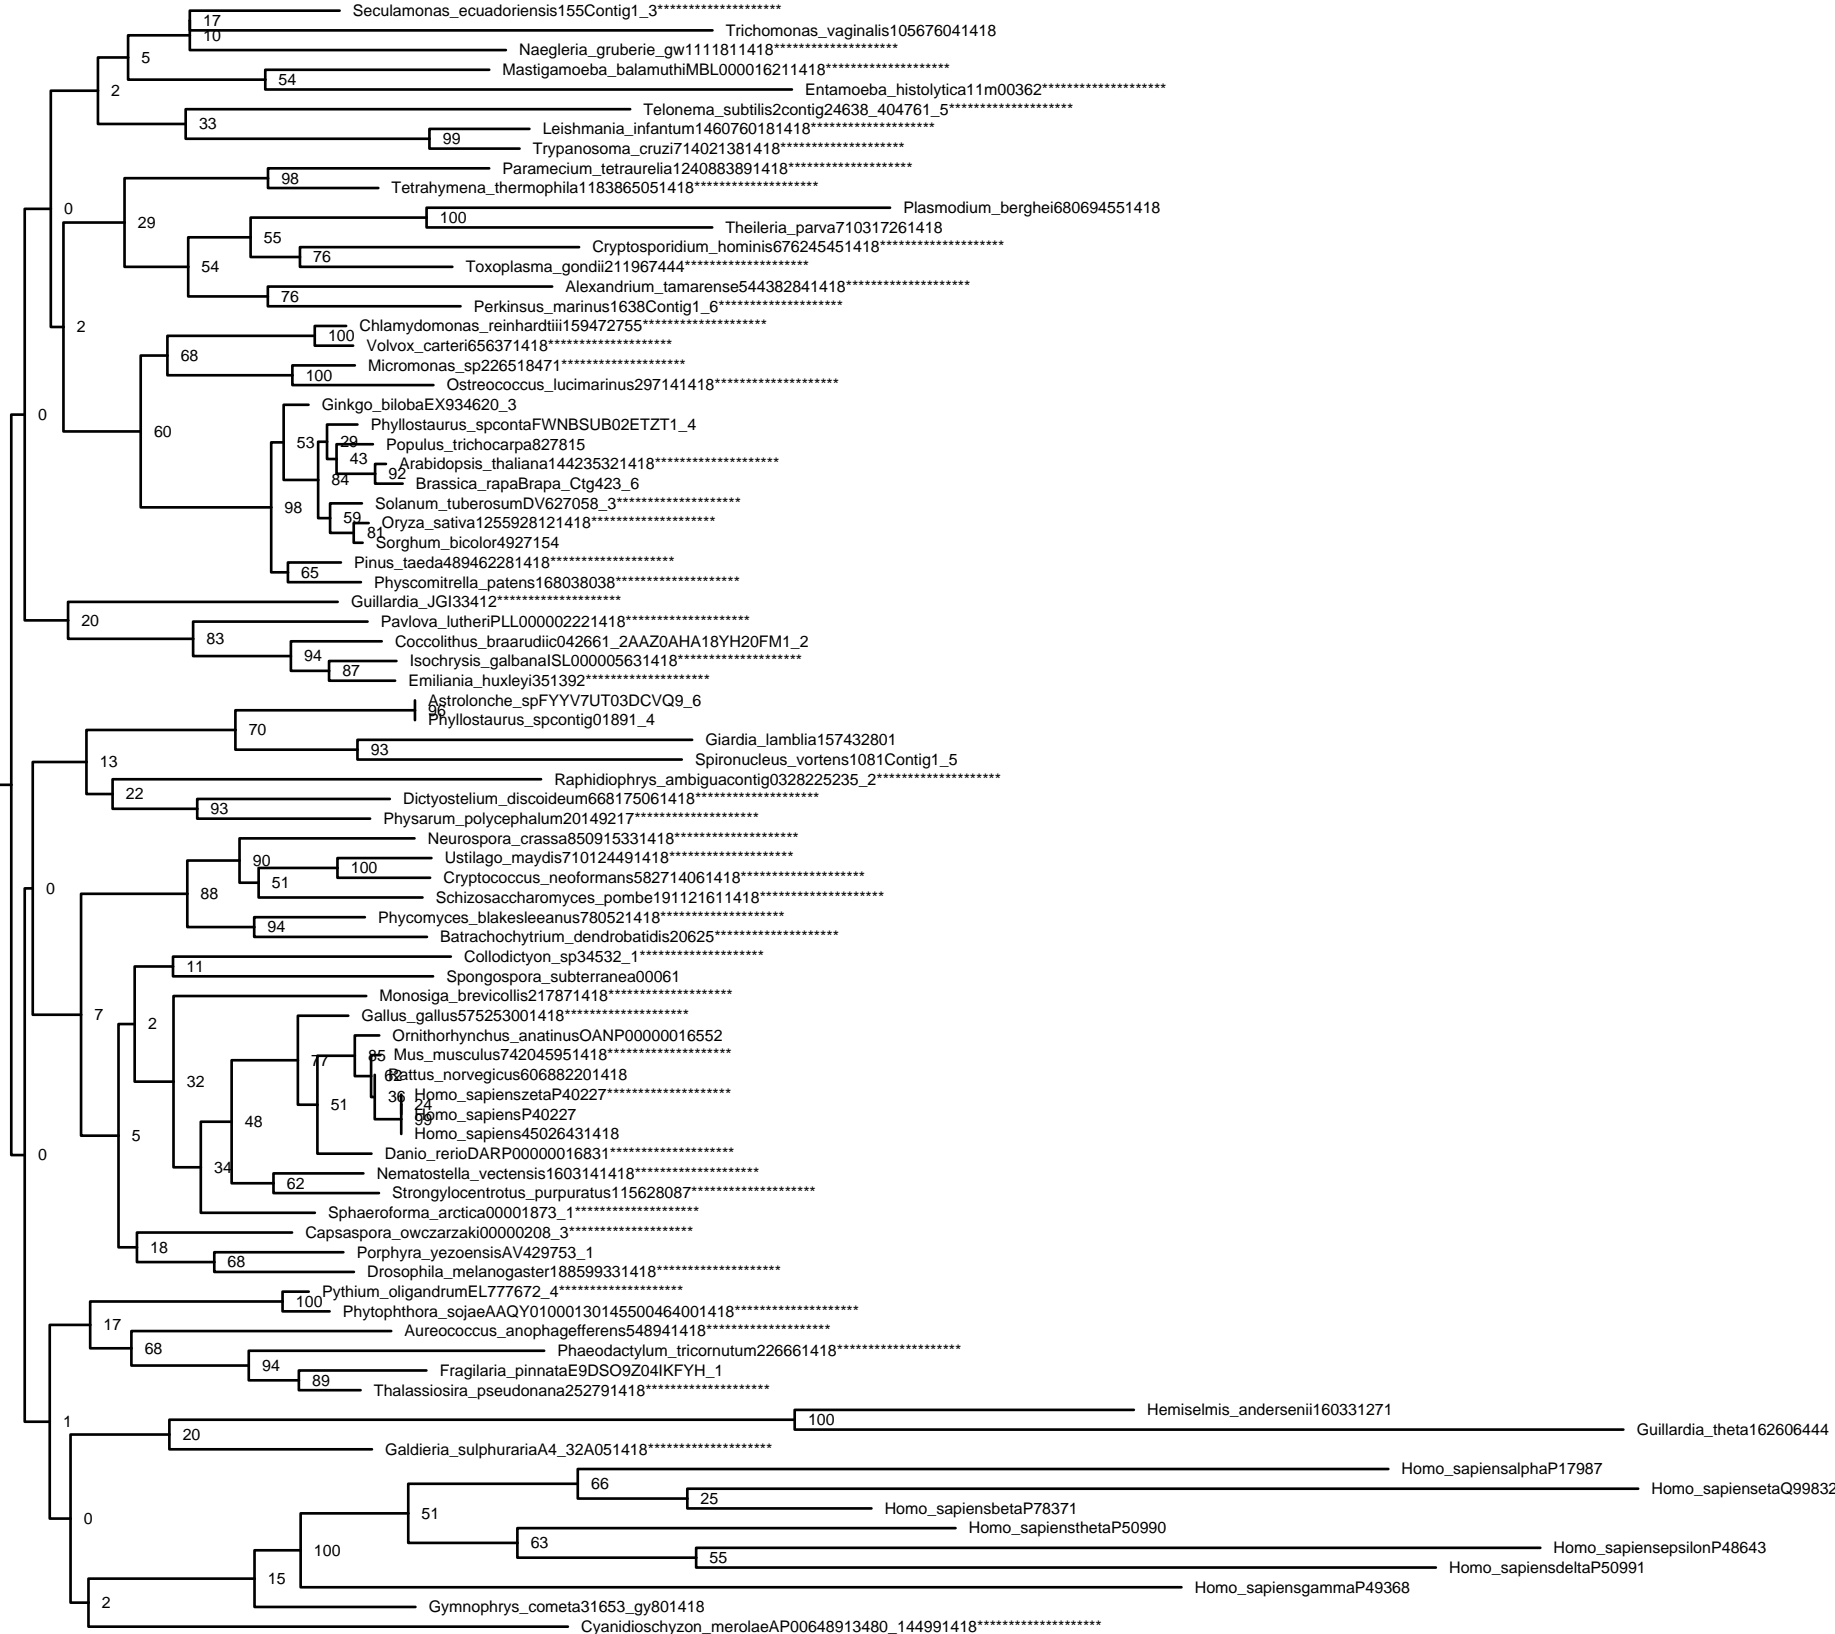 Seculamonas_ecuadoriensis155Contig1_3********************
17
Trichomonas_vaginalis105676041418
10
Naegleria_gruberie_gw1111811418********************
5
Mastigamoeba_balamuthiMBL000016211418********************
54
2
Entamoeba_histolytica11m00362********************
Telonema_subtilis2contig24638_404761_5********************
33
Leishmania_infantum1460760181418********************
99
Trypanosoma_cruzi714021381418********************
Paramecium_tetraurelia1240883891418********************
98
Tetrahymena_thermophila1183865051418********************
0
Plasmodium_berghei680694551418
100
29
Theileria_parva710317261418
55
Cryptosporidium_hominis676245451418********************
76
54
Toxoplasma_gondii211967444********************
Alexandrium_tamarense544382841418********************
76
Perkinsus_marinus1638Contig1_6********************
2
Chlamydomonas_reinhardtiii159472755********************
100
Volvox_carteri656371418********************
68
Micromonas_sp226518471********************
100
Ostreococcus_lucimarinus297141418********************
Ginkgo_bilobaEX934620_3
0
Phyllostaurus_spcontaFWNBSUB02ETZT1_4
60
53
29
Populus_trichocarpa827815
43
Arabidopsis_thaliana144235321418********************
92
84
Brassica_rapaBrapa_Ctg423_6
Solanum_tuberosumDV627058_3********************
98
59
Oryza_sativa1255928121418********************
81
Sorghum_bicolor4927154
Pinus_taeda489462281418********************
65
Physcomitrella_patens168038038********************
Guillardia_JGI33412********************
20
Pavlova_lutheriPLL000002221418********************
83
Coccolithus_braarudiic042661_2AAZ0AHA18YH20FM1_2
94
Isochrysis_galbanaISL000005631418********************
87
Emiliania_huxleyi351392********************
Astrolonche_spFYYV7UT03DCVQ9_6
96
Phyllostaurus_spcontig01891_4
70
Giardia_lamblia157432801
93
13
Spironucleus_vortens1081Contig1_5
Raphidiophrys_ambiguacontig0328225235_2********************
22
Dictyostelium_discoideum668175061418********************
93
Physarum_polycephalum20149217********************
Neurospora_crassa850915331418********************
90
Ustilago_maydis710124491418********************
100
Cryptococcus_neoformans582714061418********************
51
0
88
Schizosaccharomyces_pombe191121611418********************
Phycomyces_blakesleeanus780521418********************
94
Batrachochytrium_dendrobatidis20625********************
Collodictyon_sp34532_1********************
11
Spongospora_subterranea00061
Monosiga_brevicollis217871418********************
7
2
Gallus_gallus575253001418********************
Ornithorhynchus_anatinusOANP00000016552
77
85
Mus_musculus742045951418********************
62
Rattus_norvegicus606882201418
32
36
Homo_sapienszetaP40227********************
51
24
Homo_sapiensP40227
99
48
Homo_sapiens45026431418
5
Danio_rerioDARP00000016831********************
0
34
Nematostella_vectensis1603141418********************
62
Strongylocentrotus_purpuratus115628087********************
Sphaeroforma_arctica00001873_1********************
Capsaspora_owczarzaki00000208_3********************
18
Porphyra_yezoensisAV429753_1
68
Drosophila_melanogaster188599331418********************
Pythium_oligandrumEL777672_4********************
100
Phytophthora_sojaeAAQY01000130145500464001418********************
17
Aureococcus_anophagefferens548941418********************
68
Phaeodactylum_tricornutum226661418********************
94
Fragilaria_pinnataE9DSO9Z04IKFYH_1
89
Thalassiosira_pseudonana252791418********************
1
Hemiselmis_andersenii160331271
100
Guillardia_theta162606444
20
Galdieria_sulphurariaA4_32A051418********************
Homo_sapiensalphaP17987
66
Homo_sapiensetaQ99832
25
Homo_sapiensbetaP78371
51
0
Homo_sapiensthetaP50990
63
Homo_sapiensepsilonP48643
100
55
Homo_sapiensdeltaP50991
15
Homo_sapiensgammaP49368
2
Gymnophrys_cometa31653_gy801418
Cyanidioschyzon_merolaeAP00648913480_144991418********************